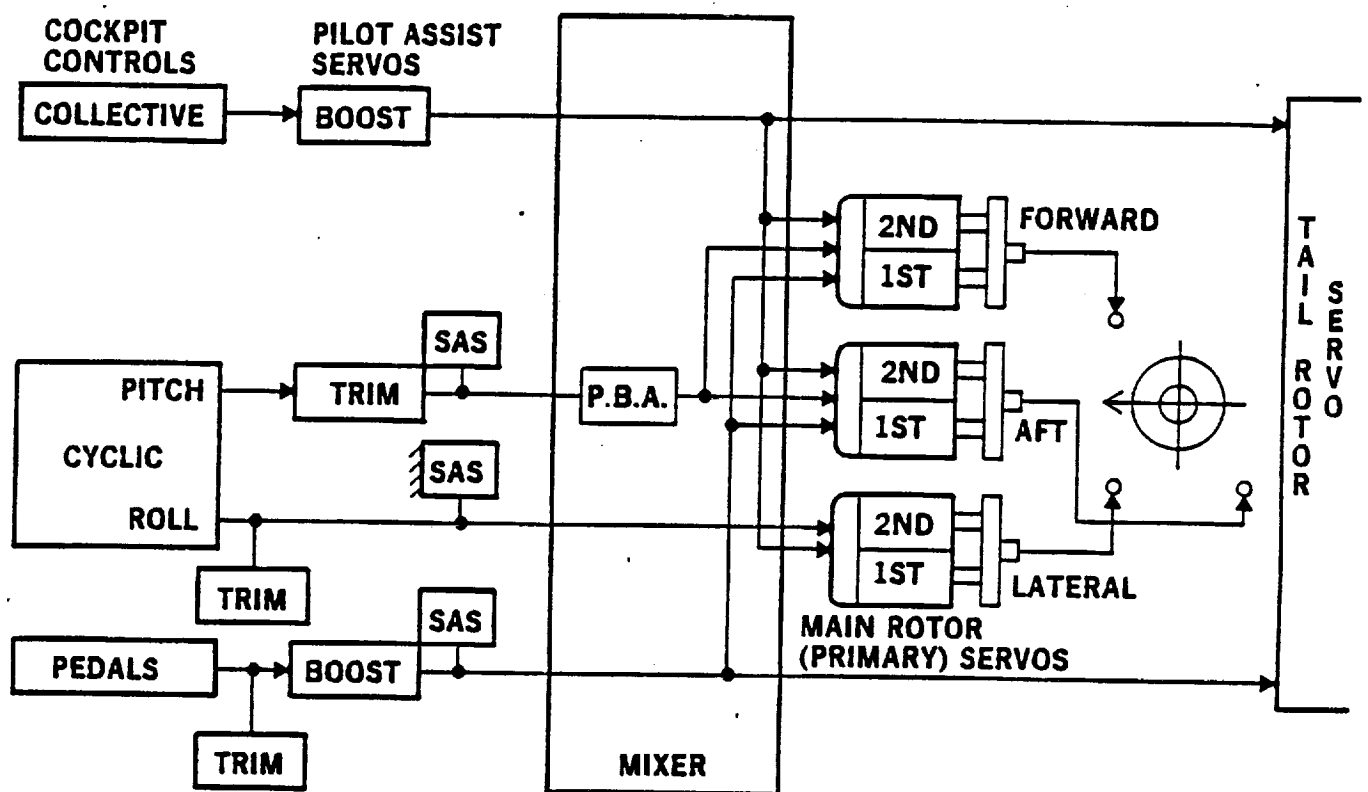 COCKPIT
CONTROLS
PILOT ASSIST
SERVOS
COLLECTIVE
BOOST
2ND
1ST
FORWARD
SAS
PITCH
TRIM
P.B.A.
2ND
1ST
AFT
CYCLIC
SAS
ROLL
2ND
1ST
LATERAL
TRIM
SAS
MAIN ROTOR
(PRIMARY) SERVOS
PEDALS
BOOST
TRIM
MIXER
TAIL ROTOR
SERVO